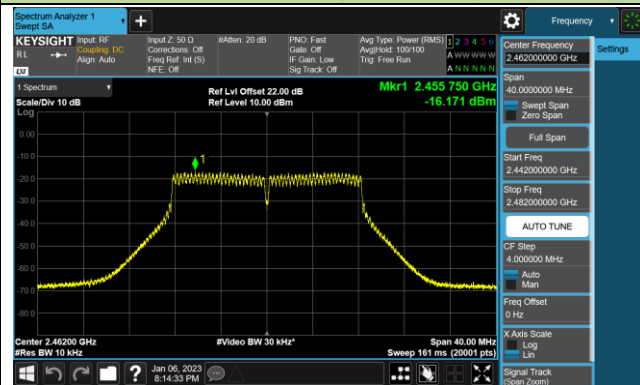 Spectrum Analyzer 1
Swept SA
+
Frequency
KEYSIGHT
RL
LXI
Input: RF
Coupling: DC
Align: Auto
Input Z: 50 Ω
Corrections: Off
Freq Ref: Int (S)
NFE: Off
#Atten: 20 dB
PNO: Fast
Gate: Off
IF Gain: Low
Sig Track: Off
Avg Type: Power (RMS)
Avg|Hold: 100/100
Trig: Free Run
1 2 3 4 5 6
A W W W W W
A N N N N N
1 Spectrum
Scale/Div 10 dB
Log
Ref Lvl Offset 22.00 dB
Ref Level 10.00 dBm
Mkr1 2.455 750 GHz
-16.171 dBm
0.00
-10.0
-20.0
-30.0
-40.0
-50.0
-60.0
-70.0
-80.0
1
Center 2.46200 GHz
#Res BW 10 kHz
#Video BW 30 kHz*
Span 40.00 MHz
Sweep 161 ms (20001 pts)
Center Frequency
2.462000000 GHz
Span
40.0000000 MHz
Swept Span
Zero Span
Full Span
Start Freq
2.442000000 GHz
Stop Freq
2.482000000 GHz
AUTO TUNE
CF Step
4.000000 MHz
Auto
Man
Freq Offset
0 Hz
X Axis Scale
Log
Lin
Signal Track
(Span Zoom)
Settings
?
Jan 06, 2023
8:14:33 PM